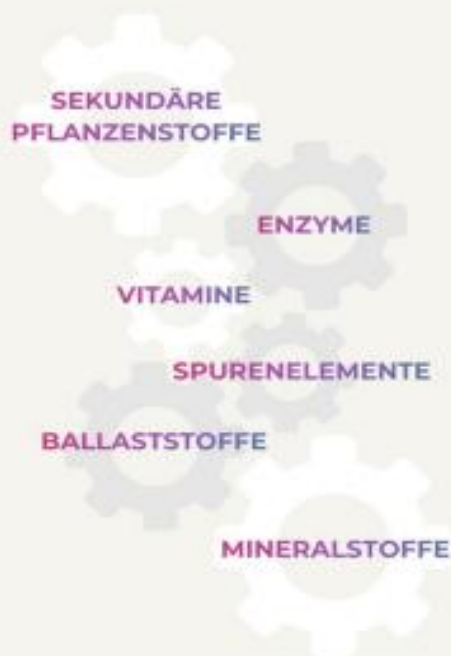 SEKUNDÄRE
PFLANZENSTOFFE
ENZYME
VITAMINE
SPURENELEMENTE
BALLASTSTOFFE
MINERALSTOFFE